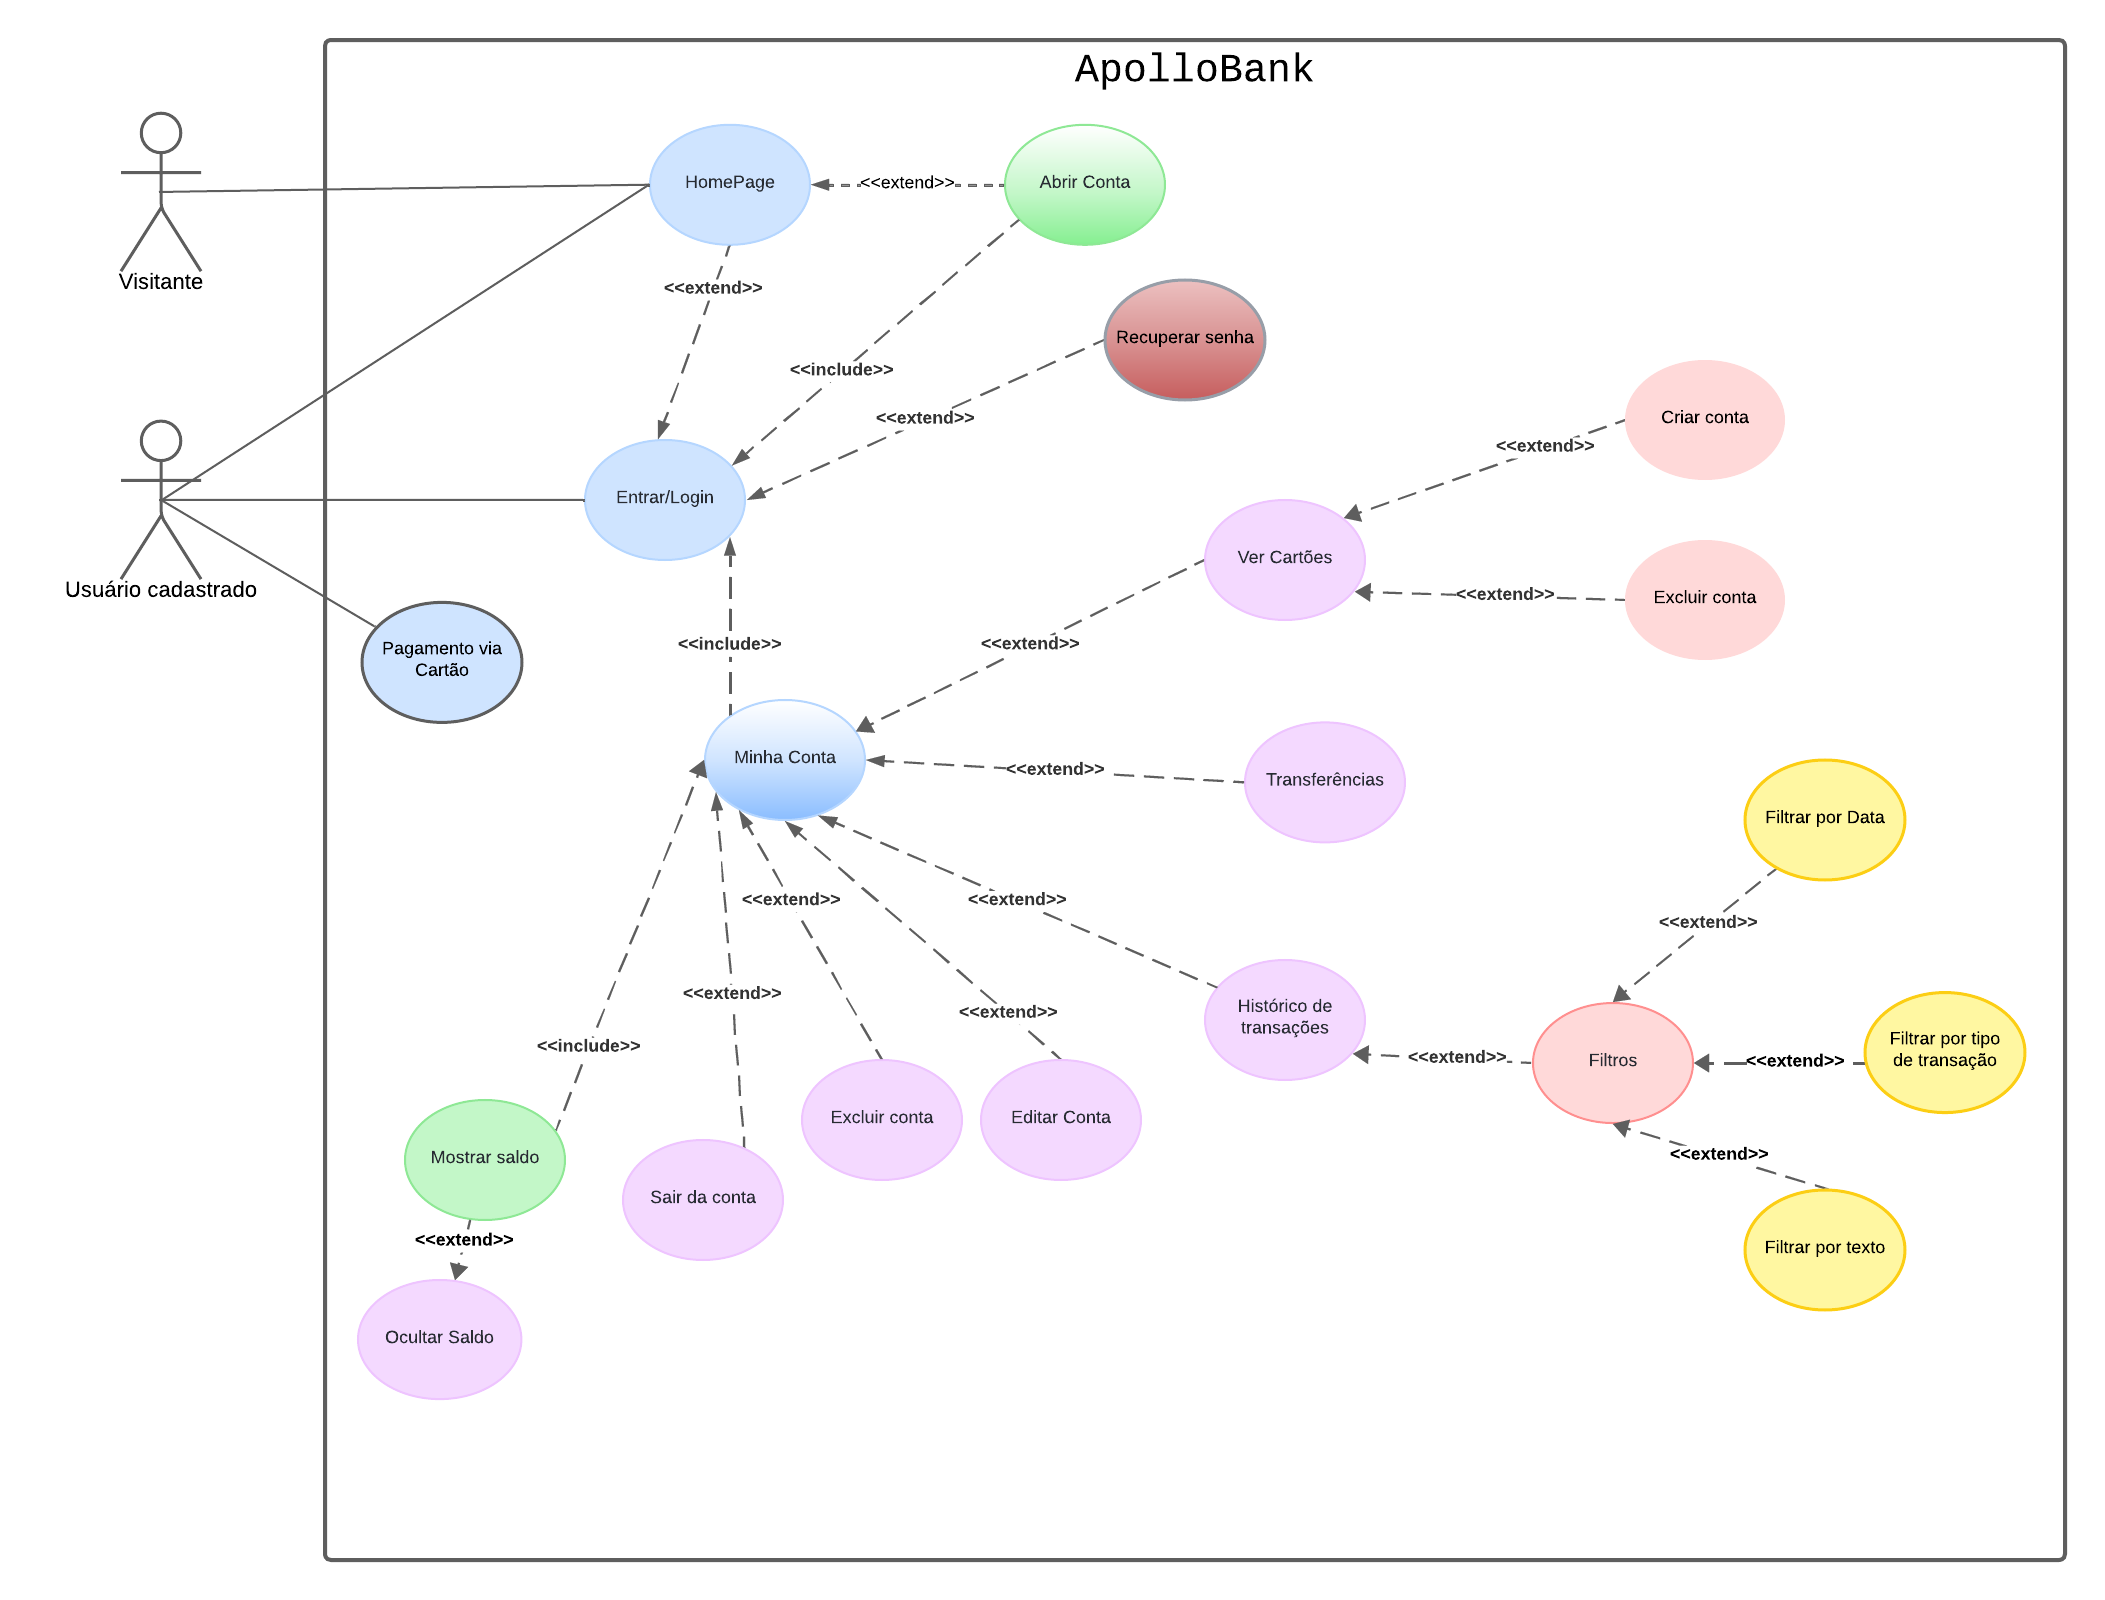 ApolloBank
HomePage
<<extend>>
Abrir Conta
Visitante
<<extend>>
Recuperar senha
<<include>>
<<extend>>
Criar conta
<<extend>>
Entrar/Login
Ver Cartões
Usuário cadastrado
<<extend>>
Excluir conta
Pagamento via
Cartão
<<include>>
<<extend>>
Minha Conta
<<extend>>
Transferências
Filtrar por Data
<<extend>>
<<extend>>
<<extend>>
<<extend>>
<<extend>>
Histórico de
transações
<<include>>
<<extend>>
Filtros
<<extend>>
Filtrar por tipo
de transação
Excluir conta
Editar Conta
<<extend>>
Mostrar saldo
Sair da conta
<<extend>>
Filtrar por texto
Ocultar Saldo